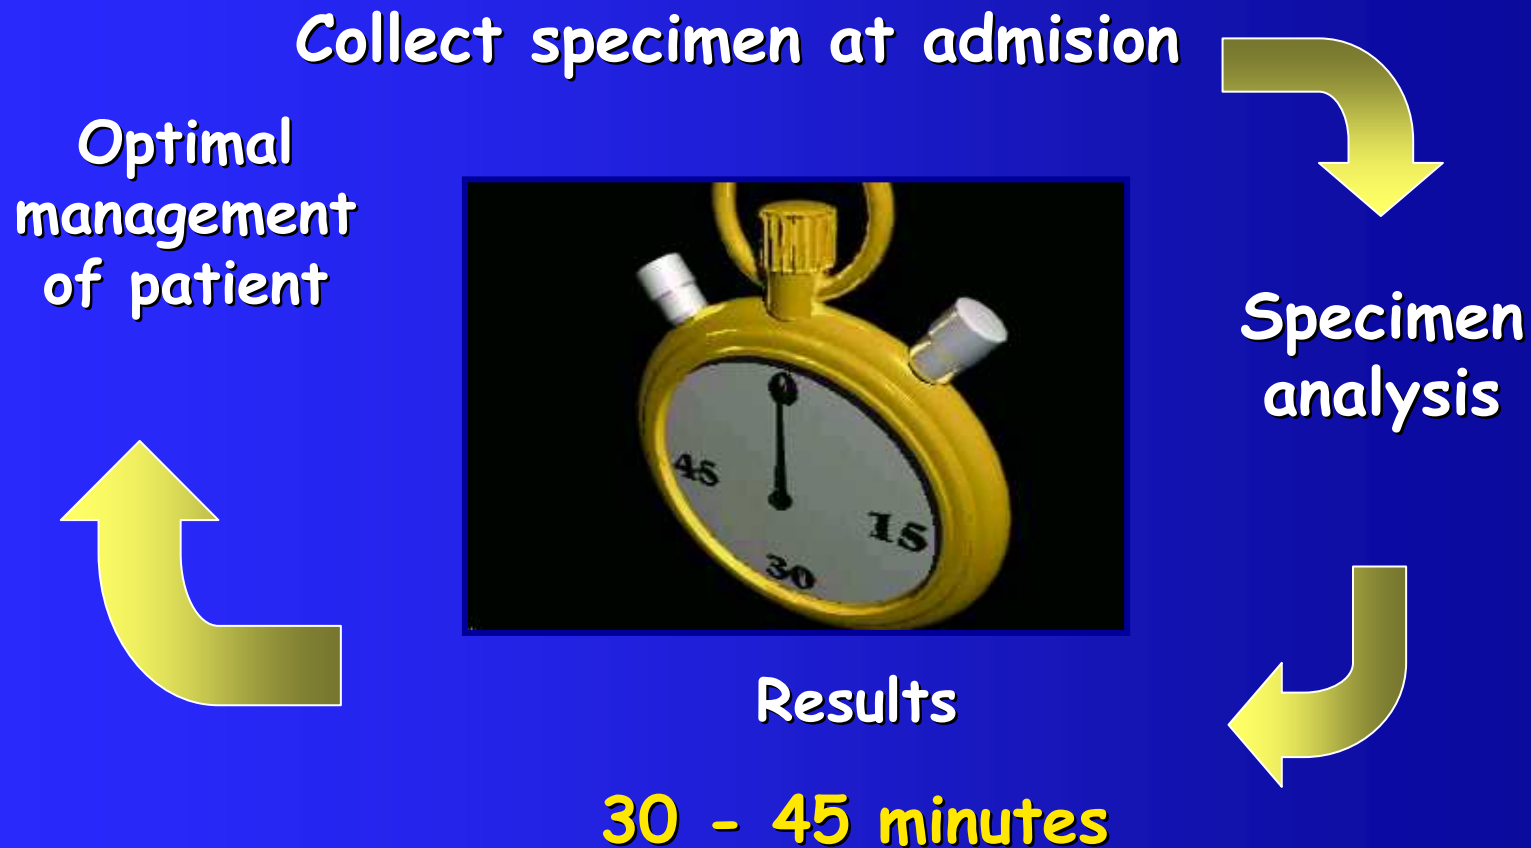 Collect specimen at admision
Optimal
management
of patient
Specimen
analysis
0
45
15
30
Results
30 - 45 minutes